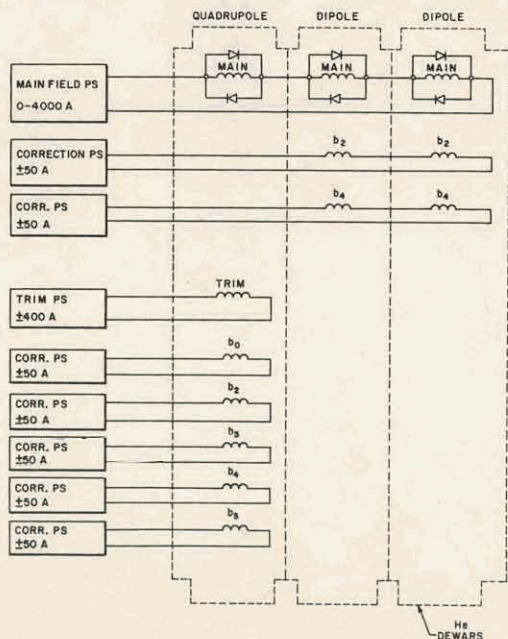 QUADRUPOLE DIPOLE DIPOLE
MAIN MAIN MAIN
MAIN FIELD PS
0-4000 A
CORRECTION PS
±50 A
b2 b2
CORR. PS
±50 A
b4 b4
TRIM PS
±400 A
TRIM
CORR. PS
±50 A
b0
CORR. PS
±50 A
b2
CORR. PS
±50 A
b3
CORR. PS
±50 A
b4
CORR. PS
±50 A
b5
He
DEWARS